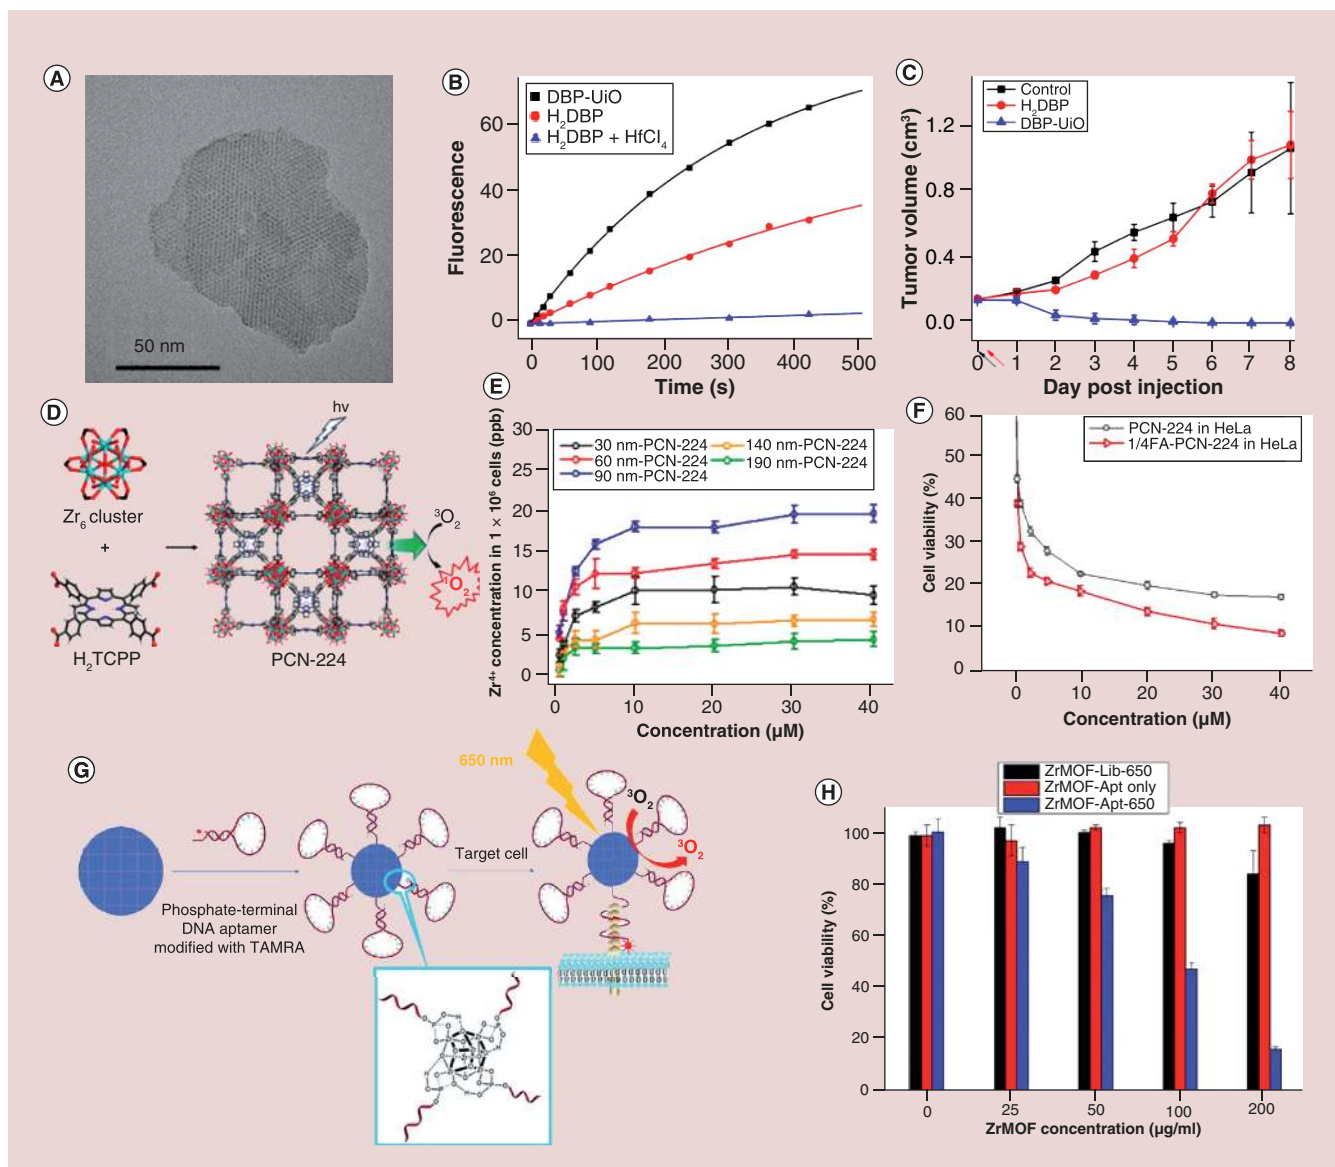 A
50 nm
B
DBP-UiO
H2DBP
H2DBP + HfCl4
Fluorescence
60
40
20
0
0
100
200
300
400
500
Time (s)
C
Control
H2DBP
DBP-UiO
Tumor volume (cm³)
1.2
0.8
0.4
0.0
0
1
2
3
4
5
6
7
8
Day post injection
D
hv
Zr6 cluster
+
H2TCPP
PCN-224
³O2
¹O2
E
30 nm-PCN-224
60 nm-PCN-224
90 nm-PCN-224
140 nm-PCN-224
190 nm-PCN-224
Zr⁴⁺ concentration in 1 × 10⁶ cells (ppb)
30
25
20
15
10
5
0
0
10
20
30
40
Concentration (µM)
F
PCN-224 in HeLa
1/4FA-PCN-224 in HeLa
Cell viability (%)
60
50
40
30
20
10
0
0
10
20
30
40
Concentration (µM)
G
Phosphate-terminal
DNA aptamer
modified with TAMRA
Target cell
650 nm
³O2
³O2
H
ZrMOF-Lib-650
ZrMOF-Apt only
ZrMOF-Apt-650
Cell viability (%)
100
80
60
40
20
0
0
25
50
100
200
ZrMOF concentration (µg/ml)